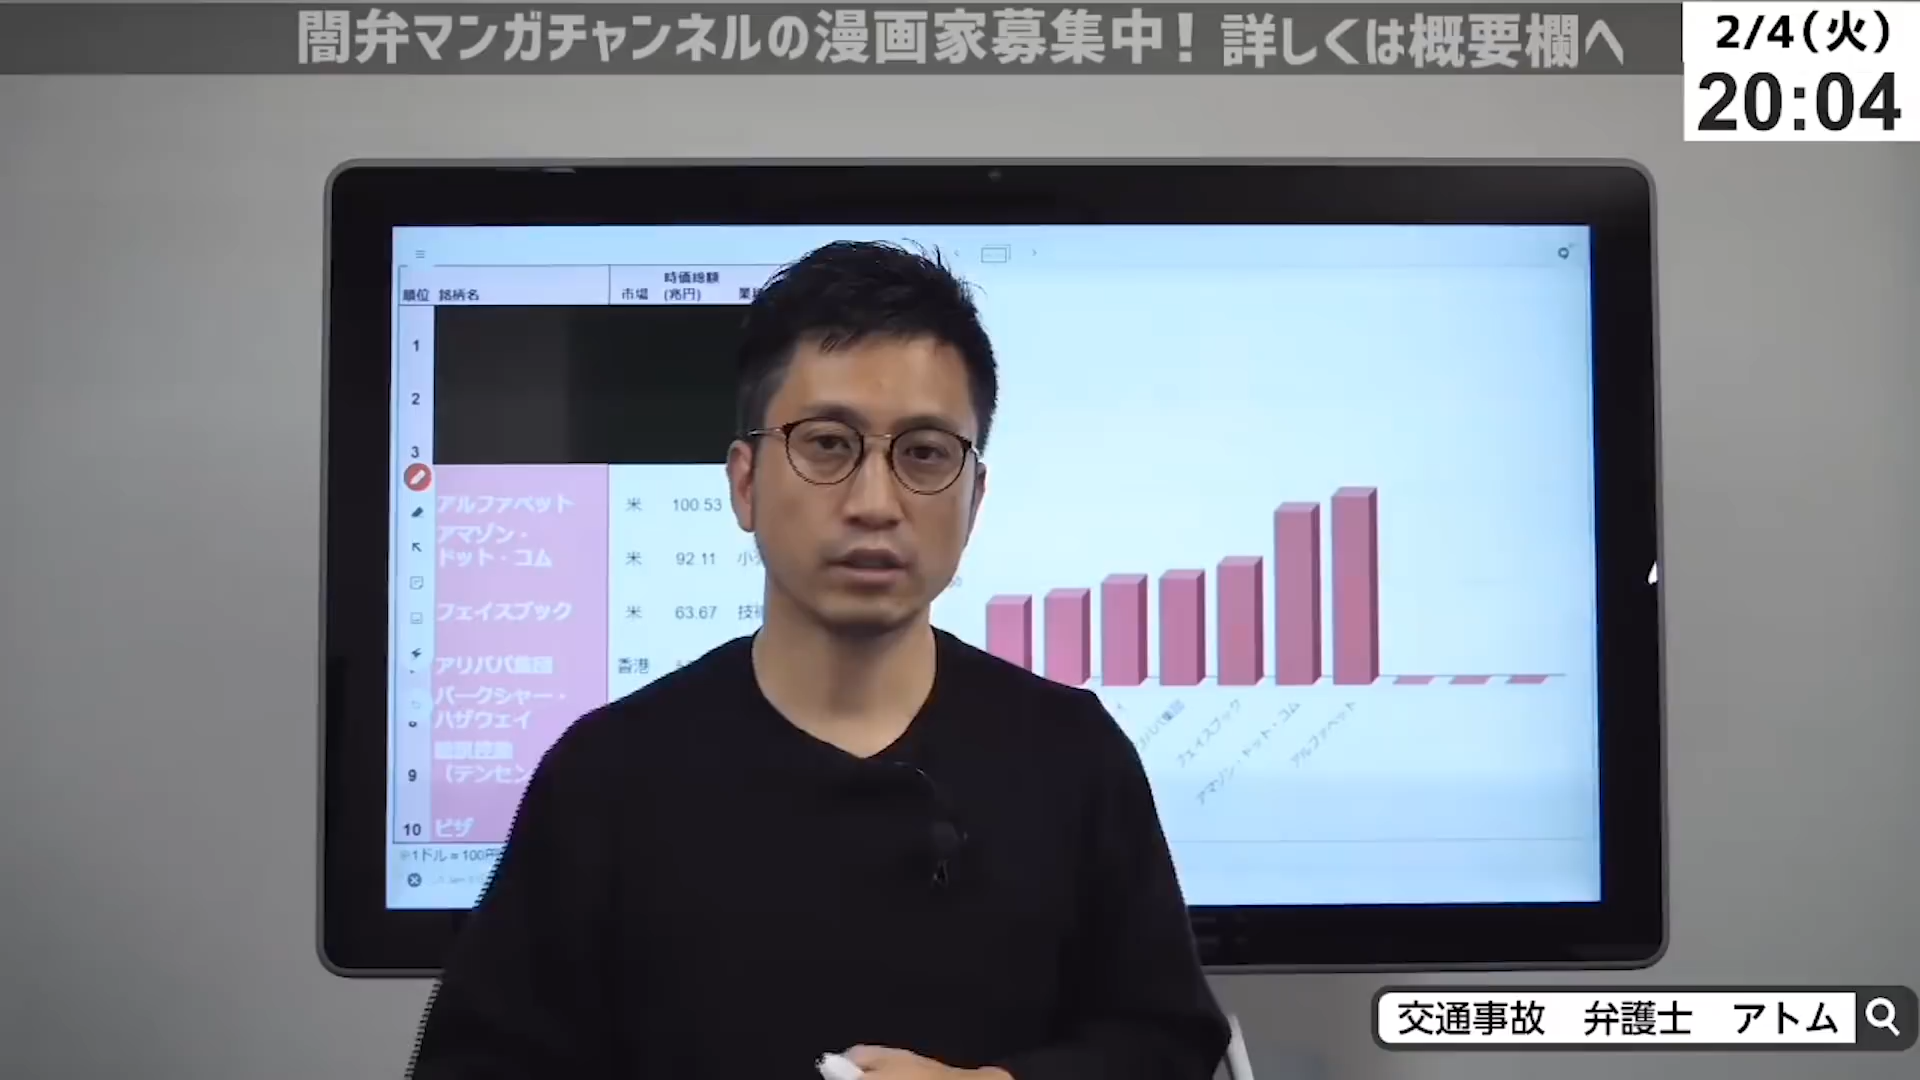 闇弁マンガチャンネルの漫画家募集中！詳しくは概要欄へ
2/4(火)
20:04
順位 銘柄名 市場 時価総額(兆円)
1
2
3
アルファベット 米 100.53
アマゾン・ドット・コム 米 92.11
フェイスブック 米 63.67
アリババ集団 香港
バークシャー・ハザウェイ
9
10 ビザ
フェイスブック
アマゾン・ドット・コム
アルファベット
交通事故 弁護士 アトム